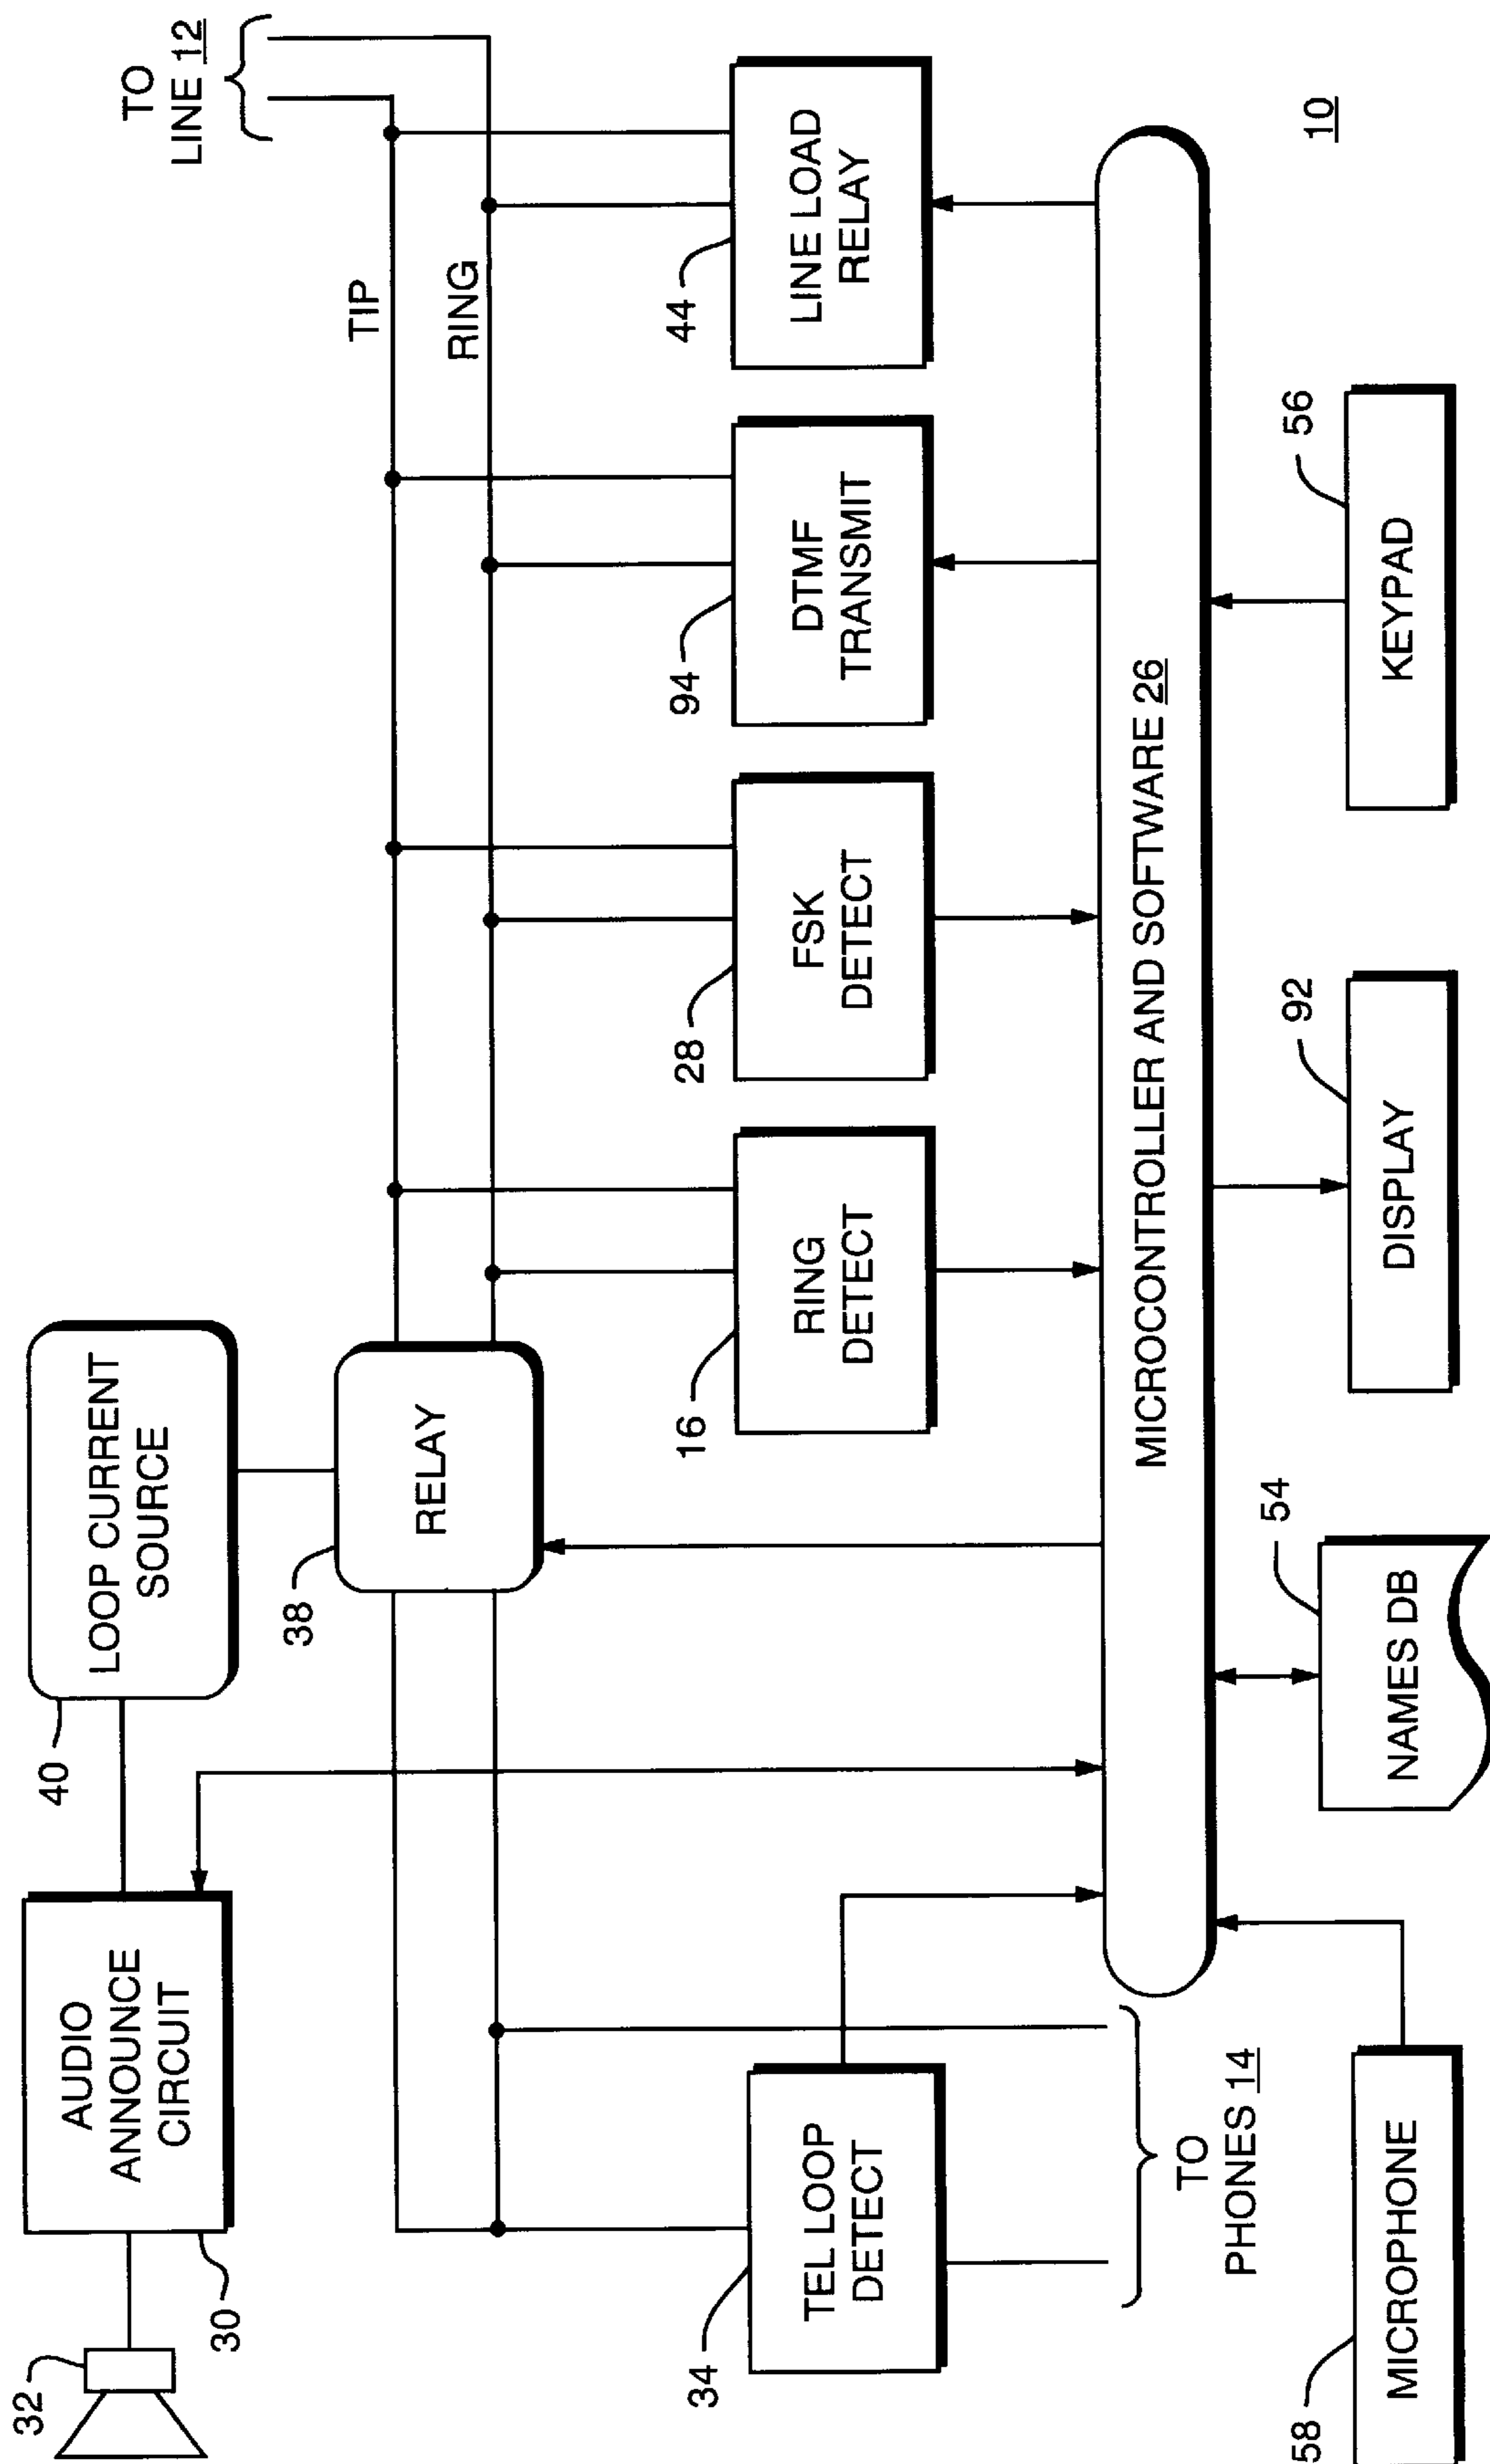 32
AUDIO
ANNOUNCE
CIRCUIT
30
40
LOOP CURRENT
SOURCE
38
RELAY
TO
LINE 12
TIP
RING
34
TEL LOOP
DETECT
16
RING
DETECT
28
FSK
DETECT
94
DTMF
TRANSMIT
44
LINE LOAD
RELAY
TO
PHONES 14
MICROCONTROLLER AND SOFTWARE 26
10
58
MICROPHONE
54
NAMES DB
92
DISPLAY
56
KEYPAD